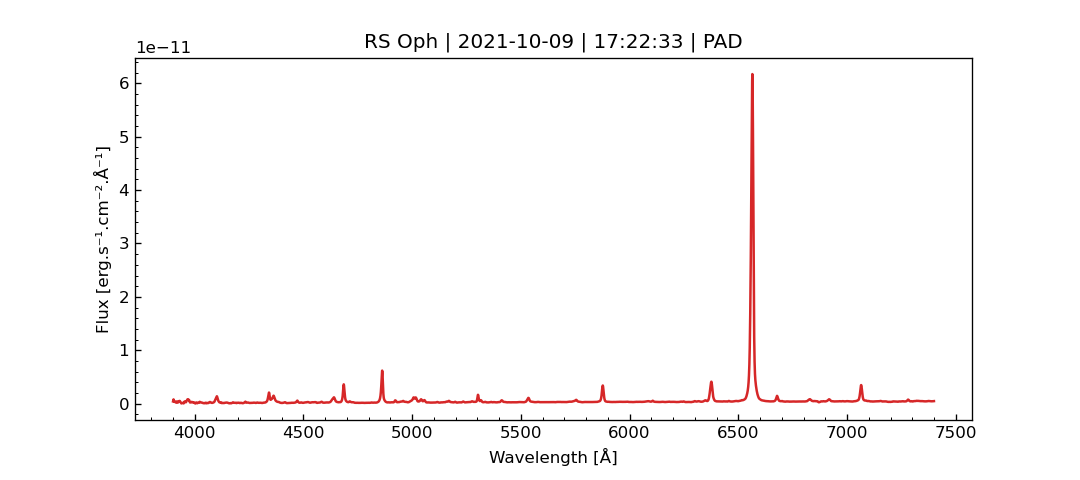 RS Oph | 2021-10-09 | 17:22:33 | PAD
1e−11
6
5
4
3
2
1
0
Flux [erg.s⁻¹.cm⁻².Å⁻¹]
4000 4500 5000 5500 6000 6500 7000 7500
Wavelength [Å]